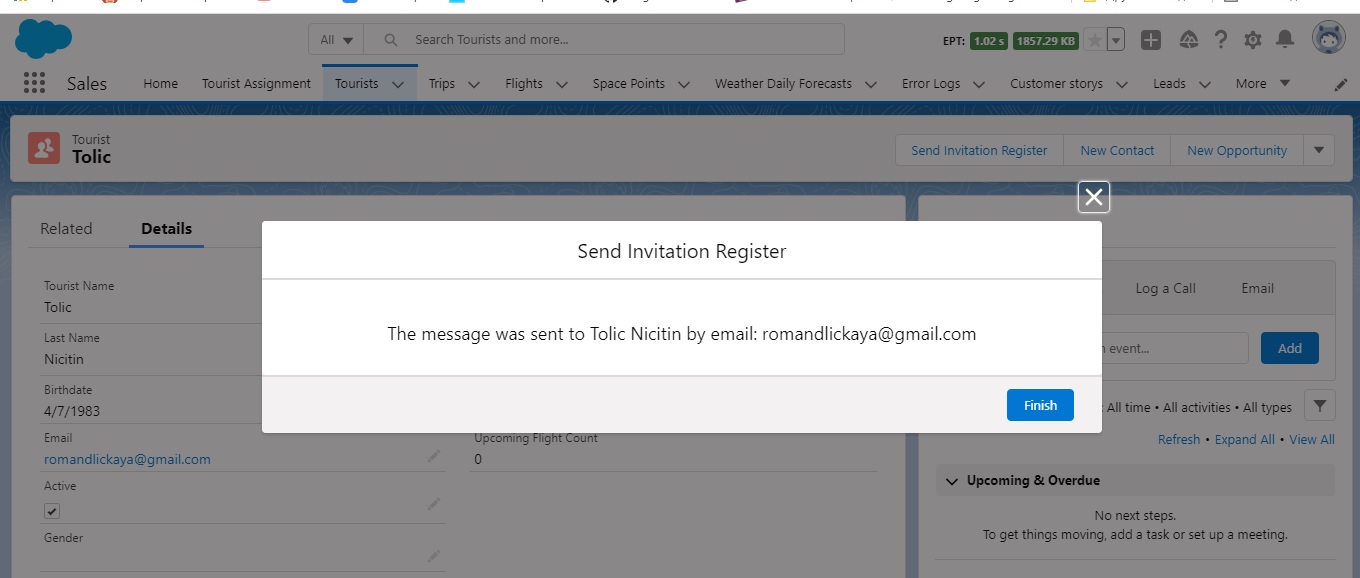 All
Search Tourists and more...
EPT: 1.02 s 1857.29 KB
Sales
Home
Tourist Assignment
Tourists
Trips
Flights
Space Points
Weather Daily Forecasts
Error Logs
Customer storys
Leads
More
Tourist
Tolic
Send Invitation Register
New Contact
New Opportunity
Related
Details
Send Invitation Register
The message was sent to Tolic Nicitin by email: romandlickaya@gmail.com
Finish
Tourist Name
Tolic
Last Name
Nicitin
Birthdate
4/7/1983
Email
romandlickaya@gmail.com
Active
Gender
Upcoming Flight Count
0
Log a Call
Email
event...
Add
: All time • All activities • All types
Refresh • Expand All • View All
Upcoming & Overdue
No next steps.
To get things moving, add a task or set up a meeting.